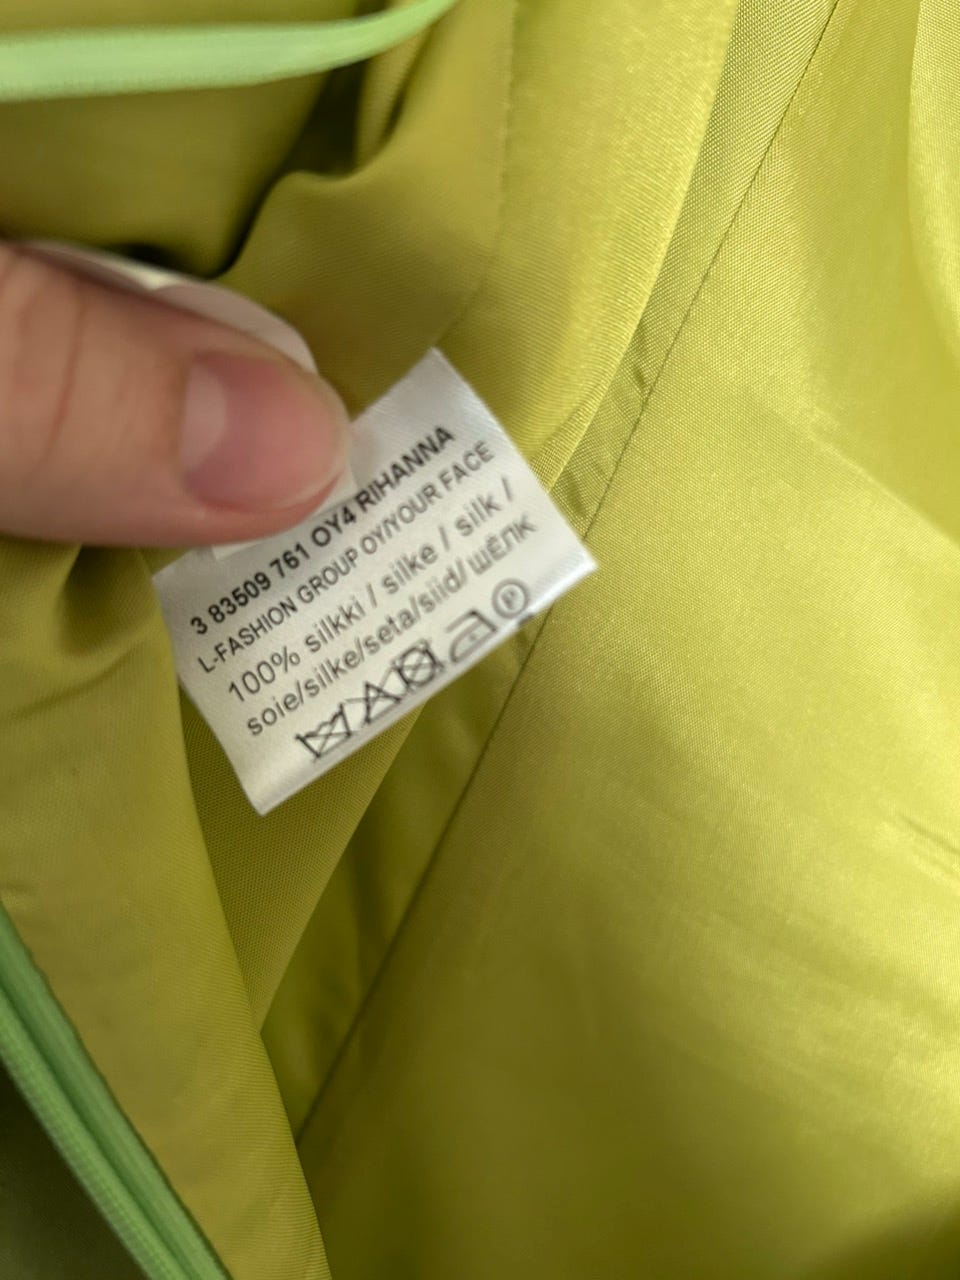 3 83509 761 OY4 RIHANNA
L-FASHION GROUP OY/YOUR FACE
100% silkki / silke / silk /
soie/silke/seta/siid/ шёлк
P